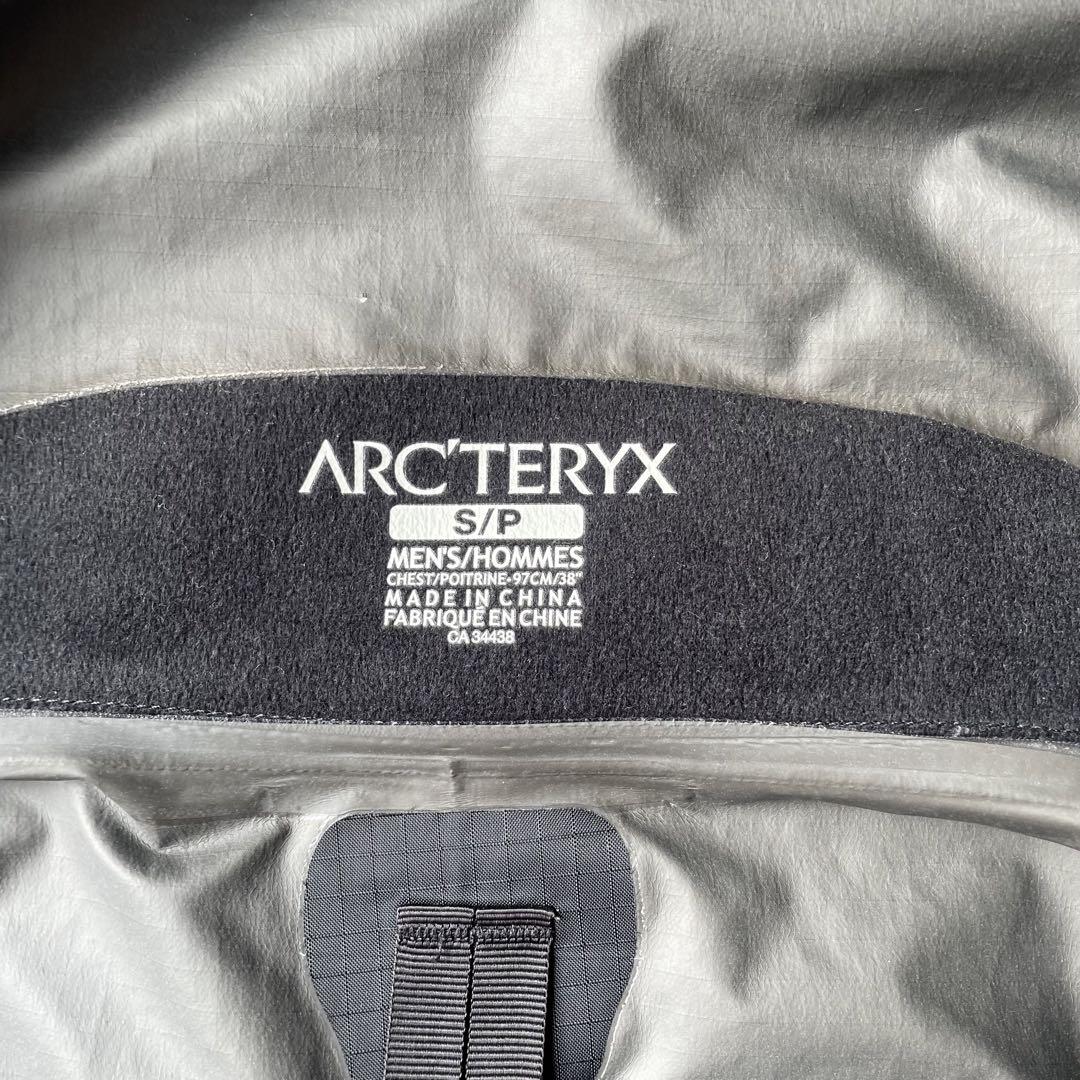 ARC'TERYX
S/P
MEN'S/HOMMES
CHEST/POITRINE•97CM/38"
MADE IN CHINA
FABRIQUÉ EN CHINE
CA 34438